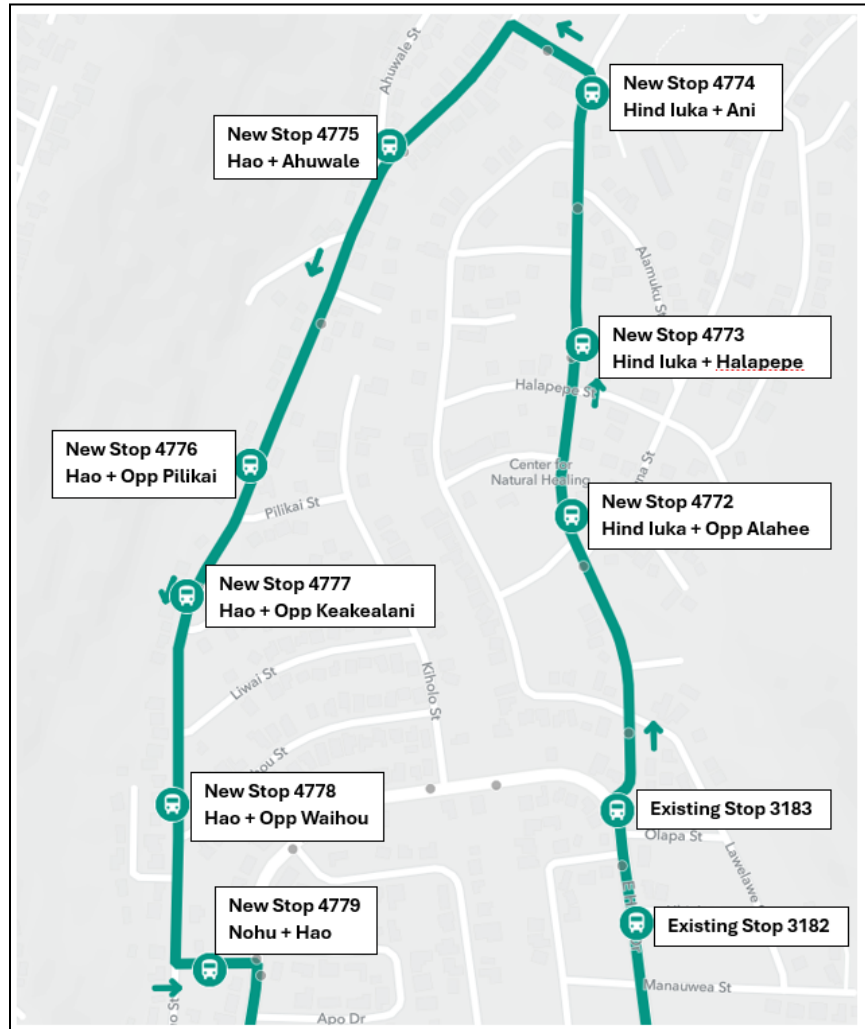 Ahuwale St
New Stop 4774
Hind Iuka + Ani
New Stop 4775
Hao + Ahuwale
Alamuku St
New Stop 4773
Hind Iuka + Halapepe
Halapepe St
New Stop 4776
Hao + Opp Pilikai
Center for
Natural Healing
New Stop 4772
Hind Iuka + Opp Alahee
Pilikai St
New Stop 4777
Hao + Opp Keakealani
Liwai St
Kiholo St
New Stop 4778
Hao + Opp Waihou
Existing Stop 3183
Olapa St
Lawelawe
New Stop 4779
Nohu + Hao
Existing Stop 3182
Manauwea St
Apo Dr